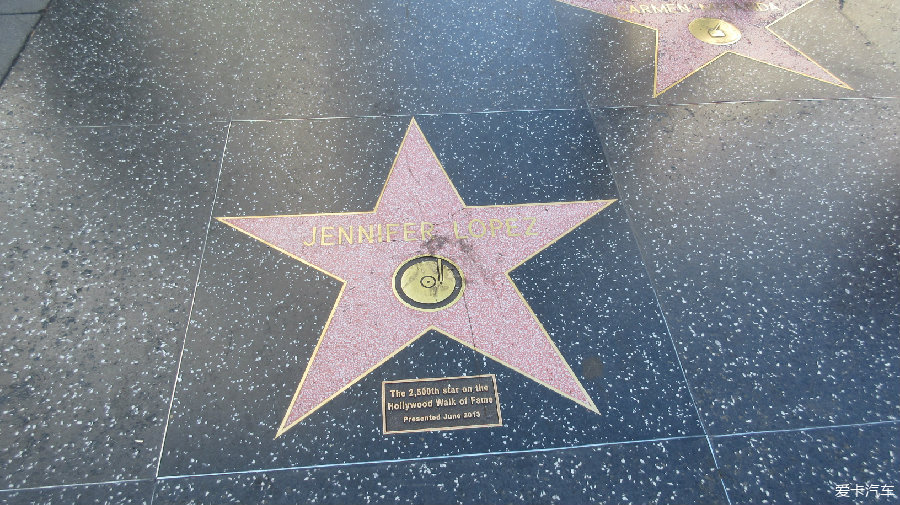 ARMEN
JENNIFER LOPEZ
The 2,500th star on the
Hollywood Walk of Fame
Presented June 2013
爱卡汽车